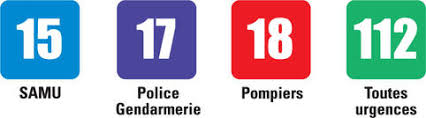 15 17 18 112
SAMU Police Pompiers Toutes
Gendarmerie urgences